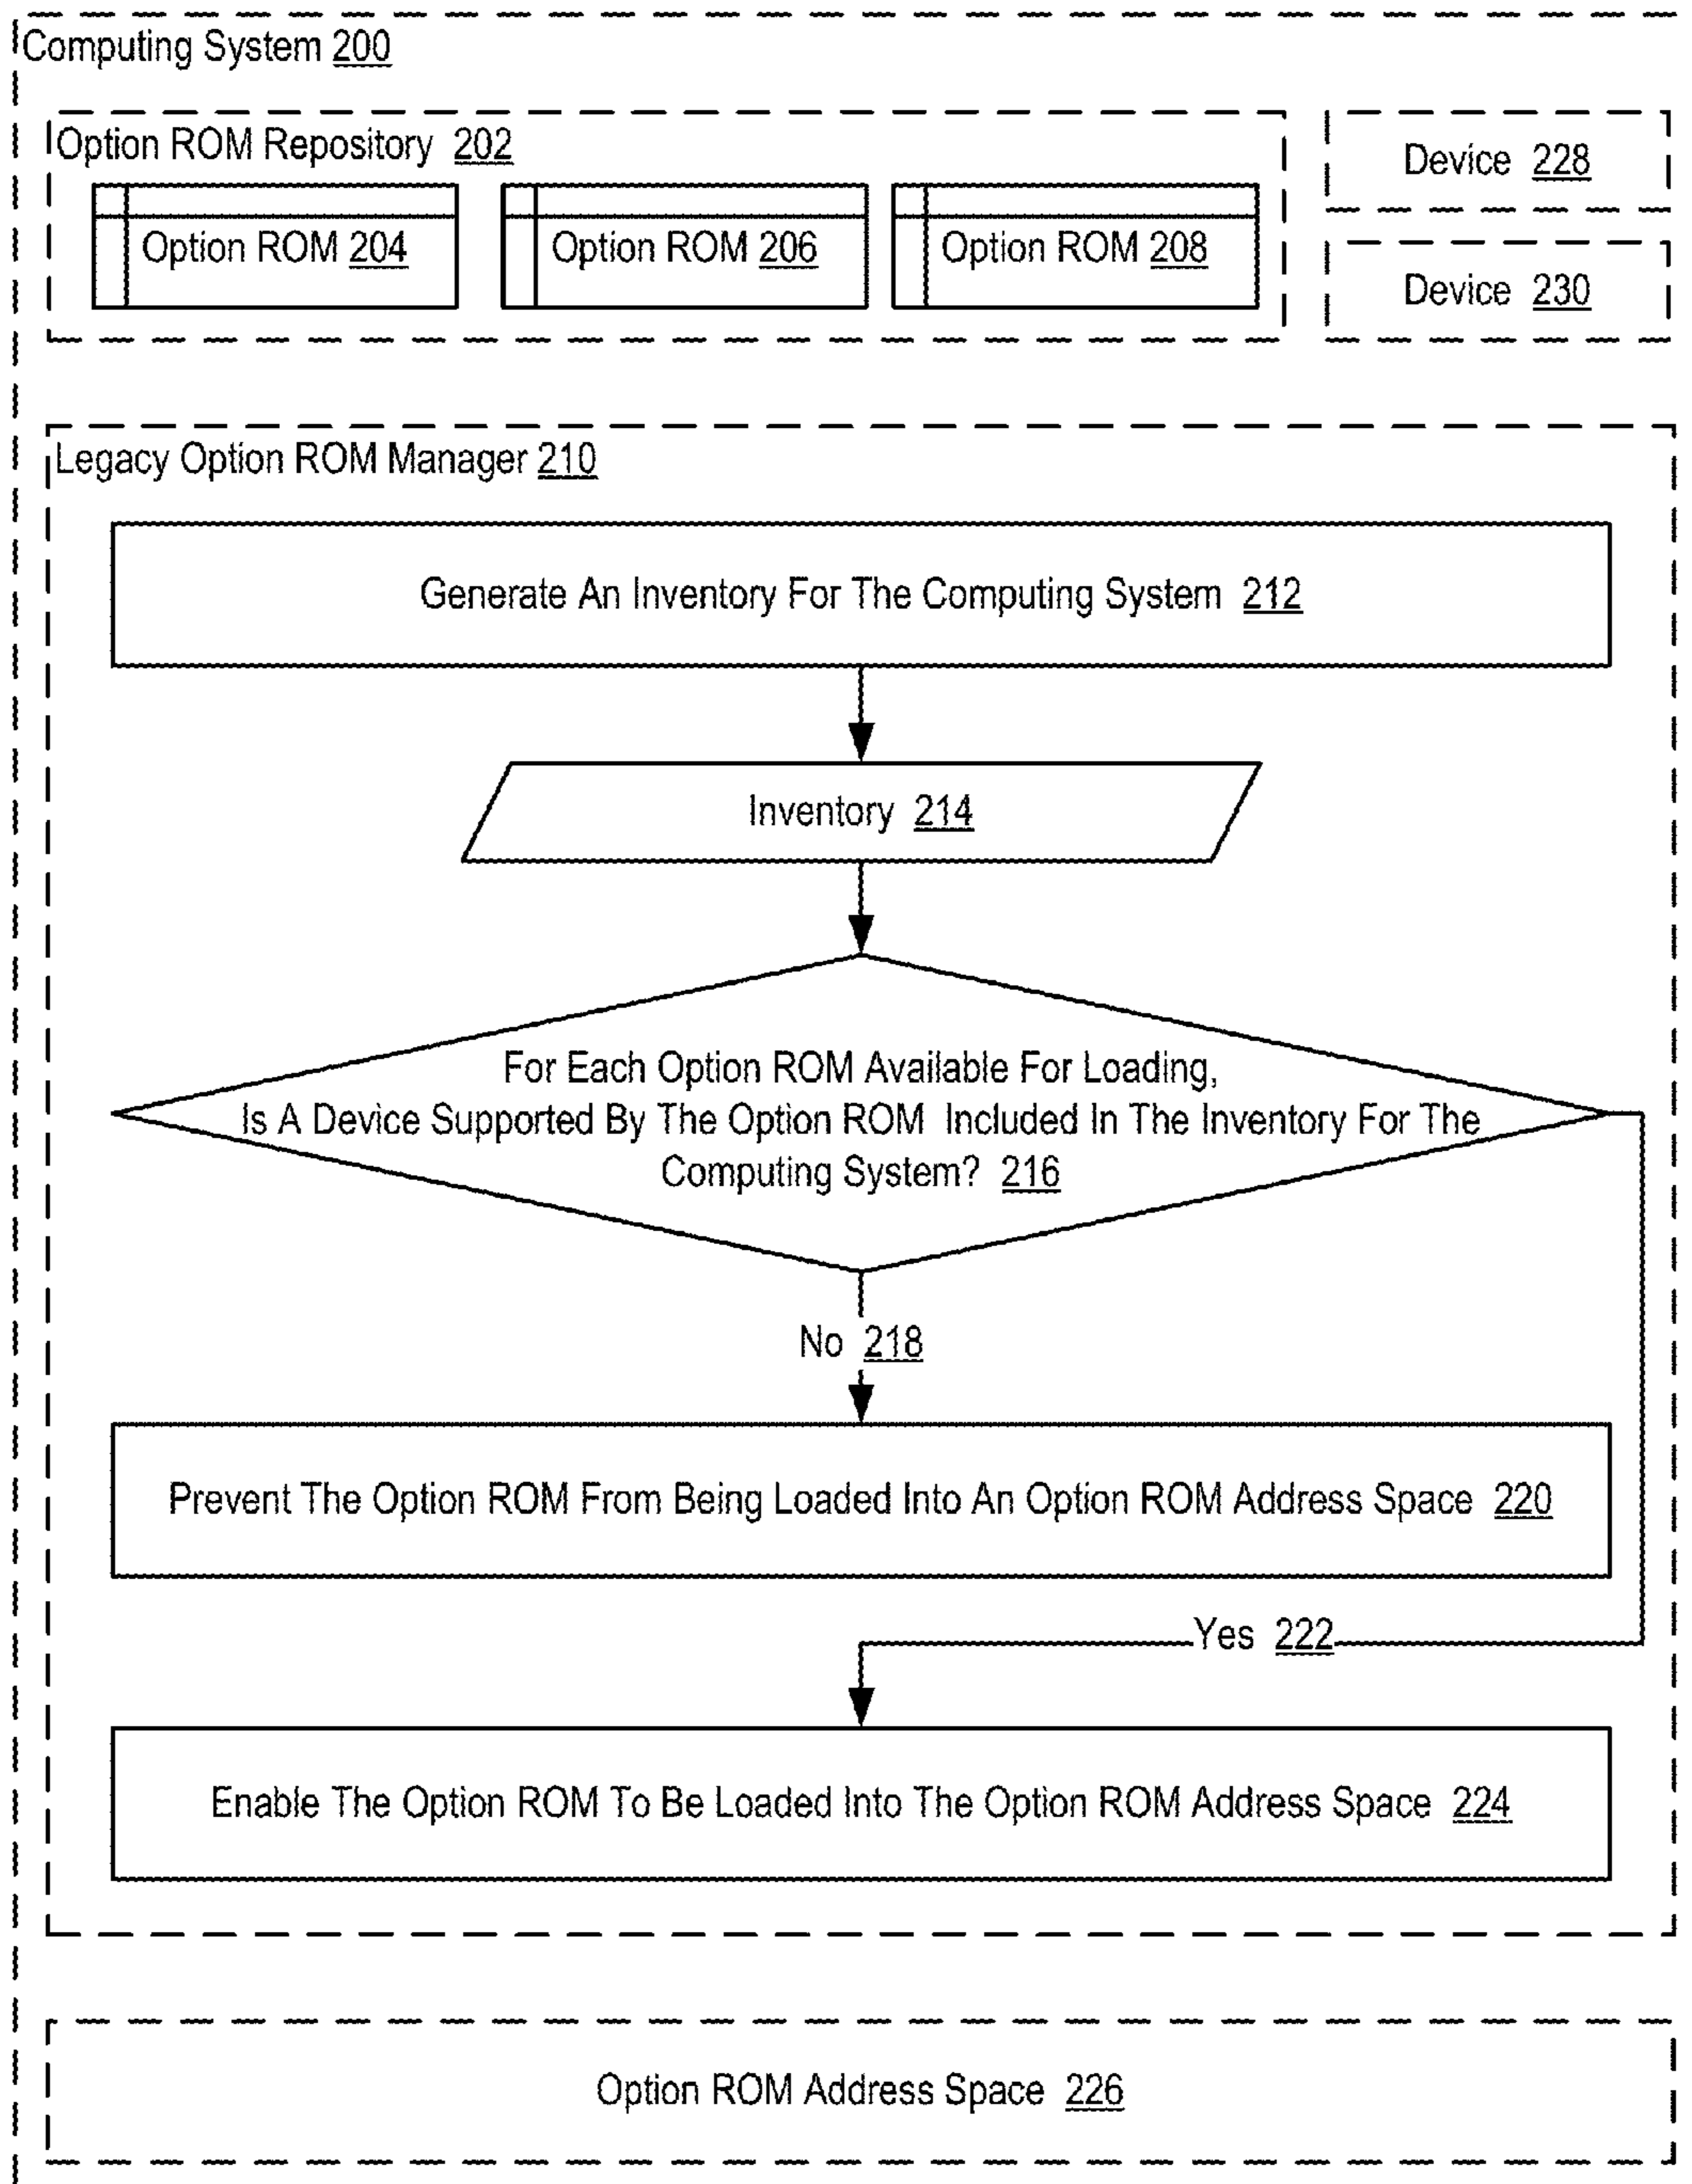 Computing System 200
Option ROM Repository 202
Device 228
Option ROM 204
Option ROM 206
Option ROM 208
Device 230
Legacy Option ROM Manager 210
Generate An Inventory For The Computing System 212
Inventory 214
For Each Option ROM Available For Loading,
Is A Device Supported By The Option ROM Included In The Inventory For The
Computing System? 216
No 218
Prevent The Option ROM From Being Loaded Into An Option ROM Address Space 220
Yes 222
Enable The Option ROM To Be Loaded Into The Option ROM Address Space 224
Option ROM Address Space 226